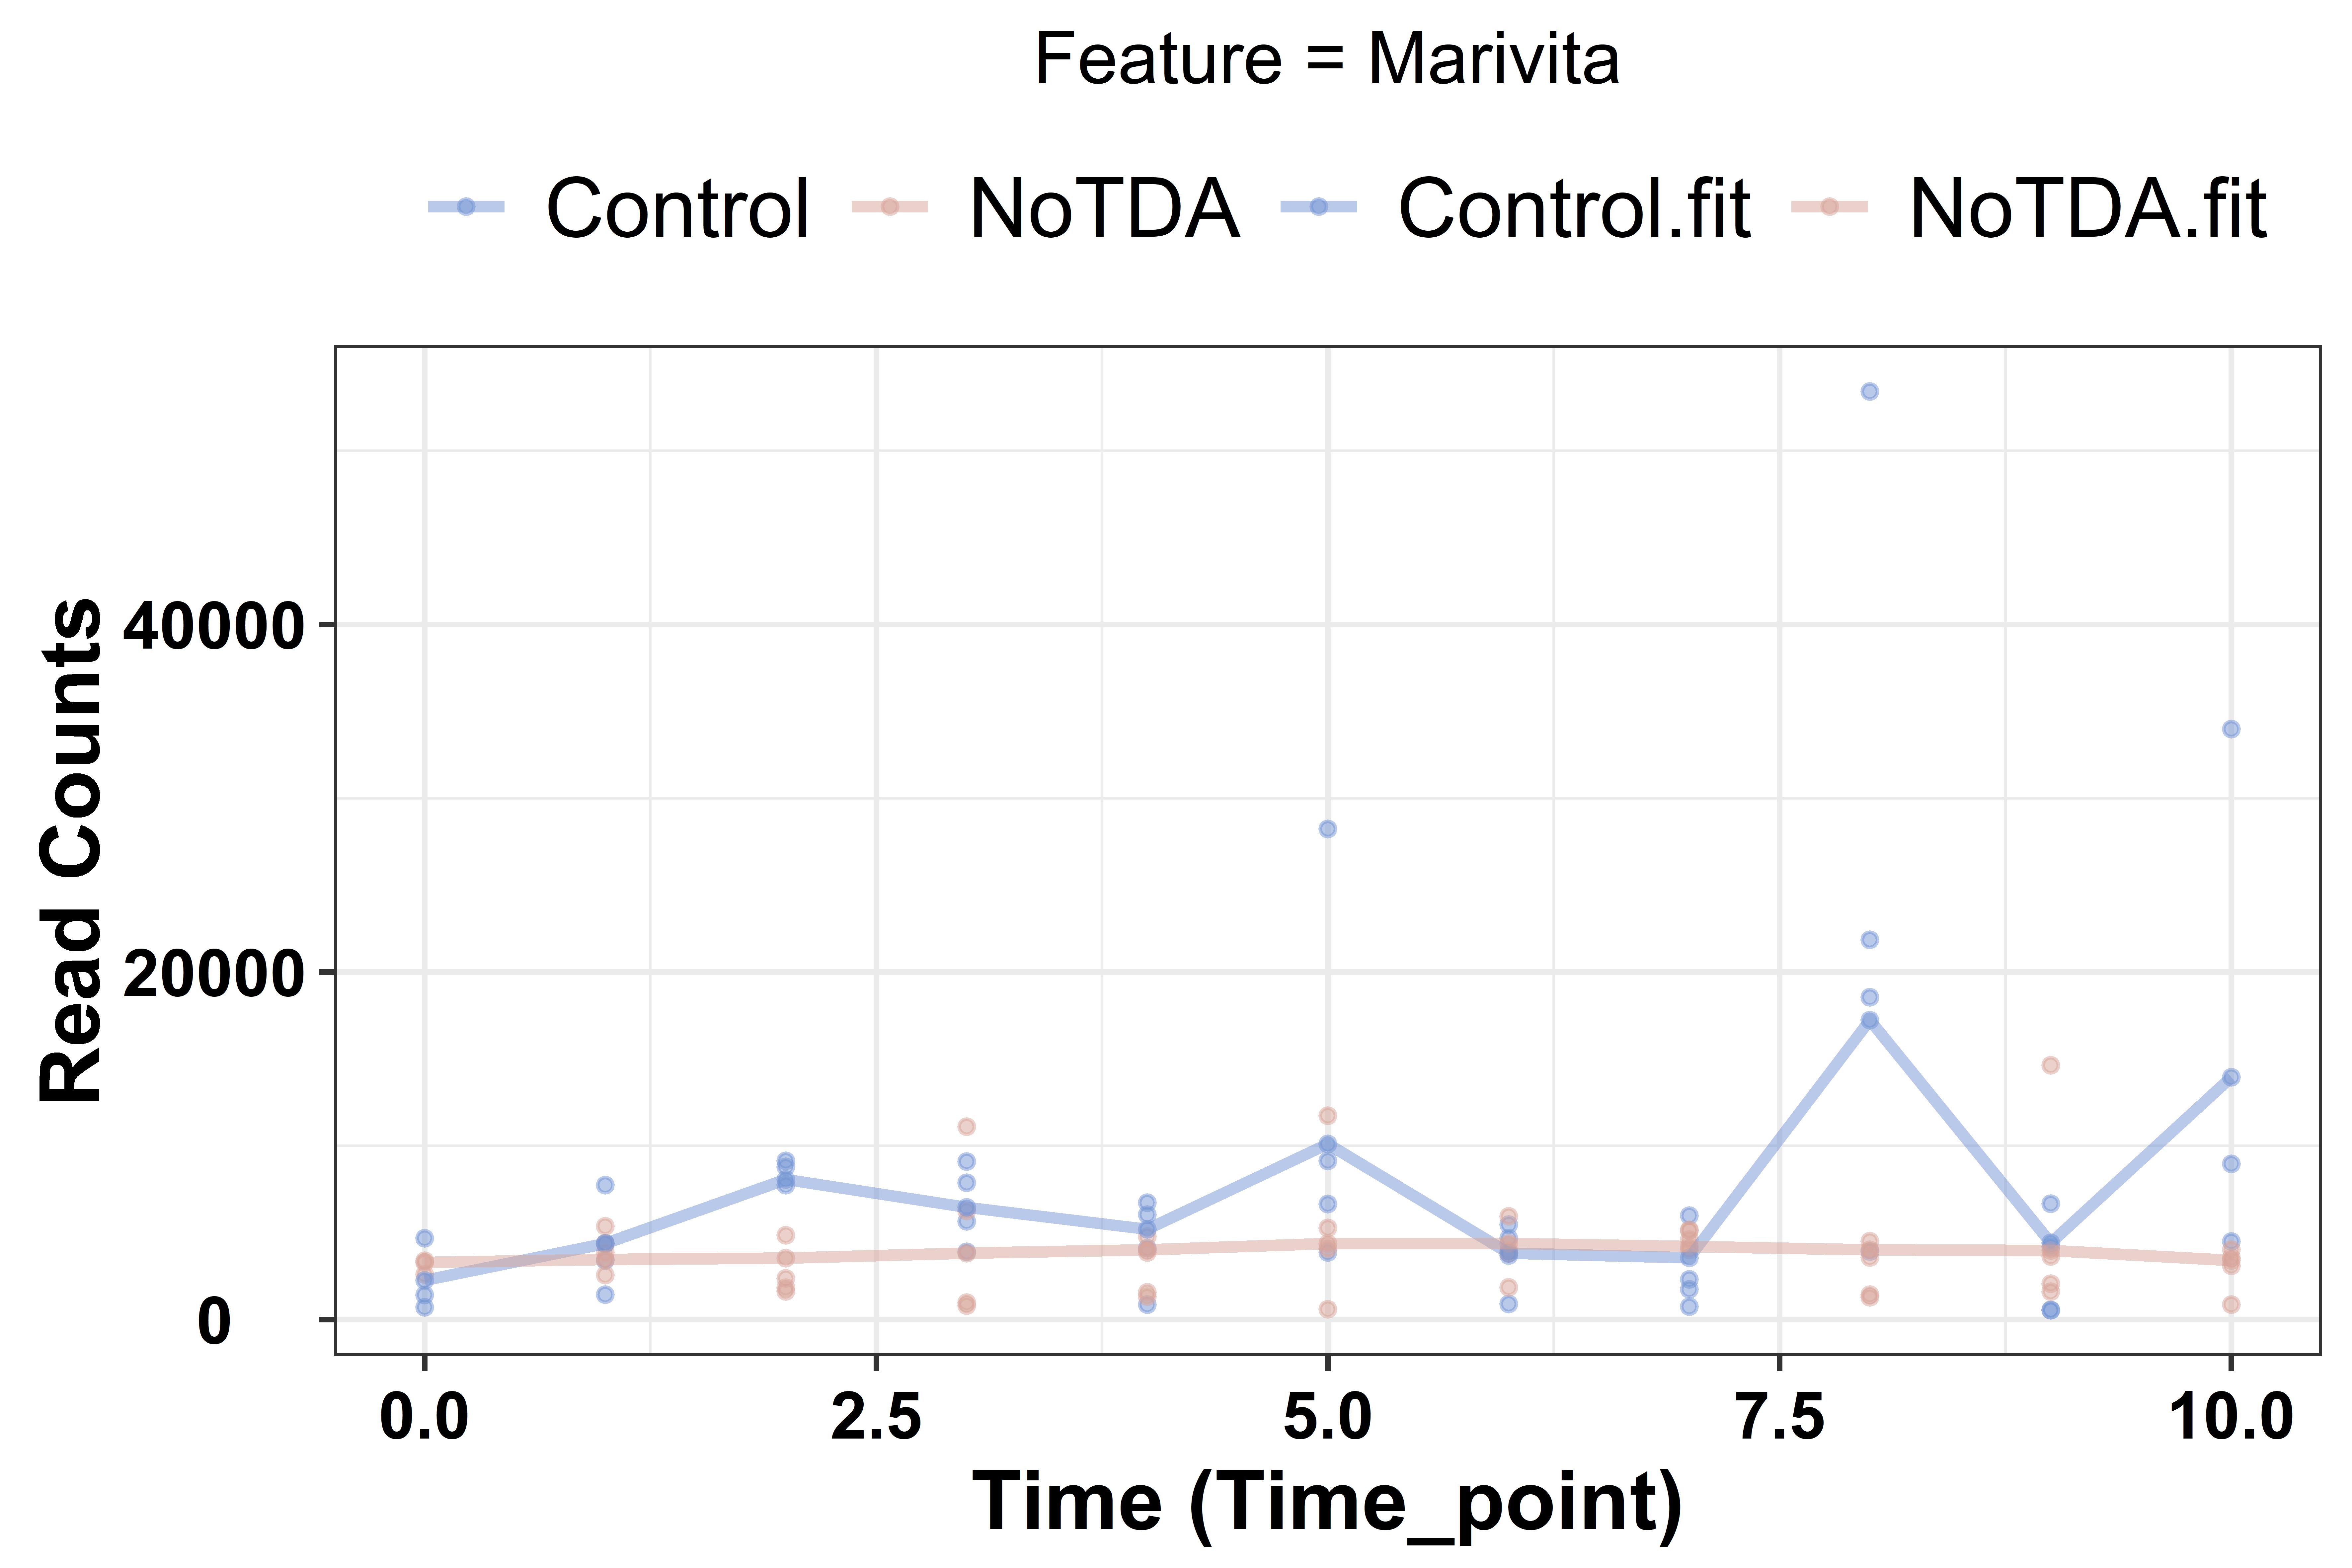 Feature = Marivita
Control NoTDA Control.fit NoTDA.fit
Read Counts
40000
20000
0
0.0 2.5 5.0 7.5 10.0
Time (Time_point)